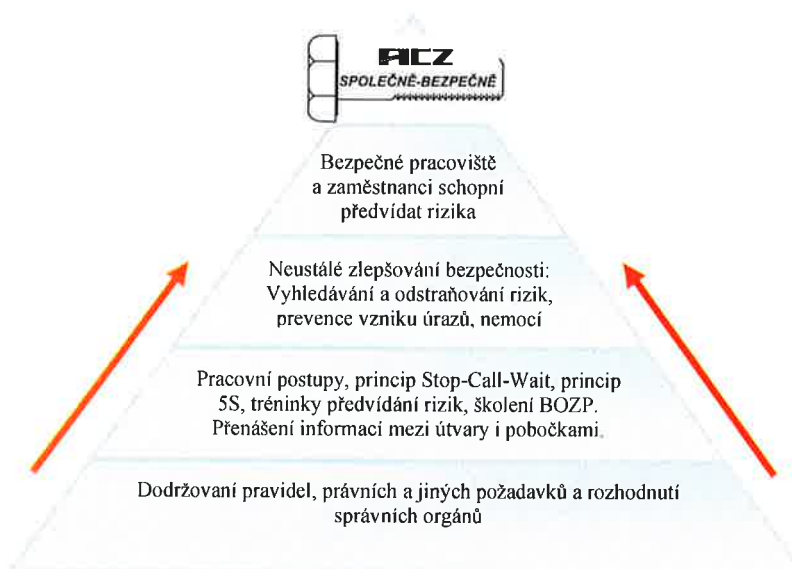 ACZ
SPOLEČNĚ-BEZPEČNĚ
Bezpečné pracoviště
a zaměstnanci schopní
předvídat rizika
Neustálé zlepšování bezpečnosti:
Vyhledávání a odstraňování rizik,
prevence vzniku úrazů, nemocí
Pracovní postupy, princip Stop-Call-Wait, princip
5S, tréninky předvídání rizik, školení BOZP.
Přenášení informací mezi útvary i pobočkami.
Dodržovaní pravidel, právních a jiných požadavků a rozhodnutí
správních orgánů